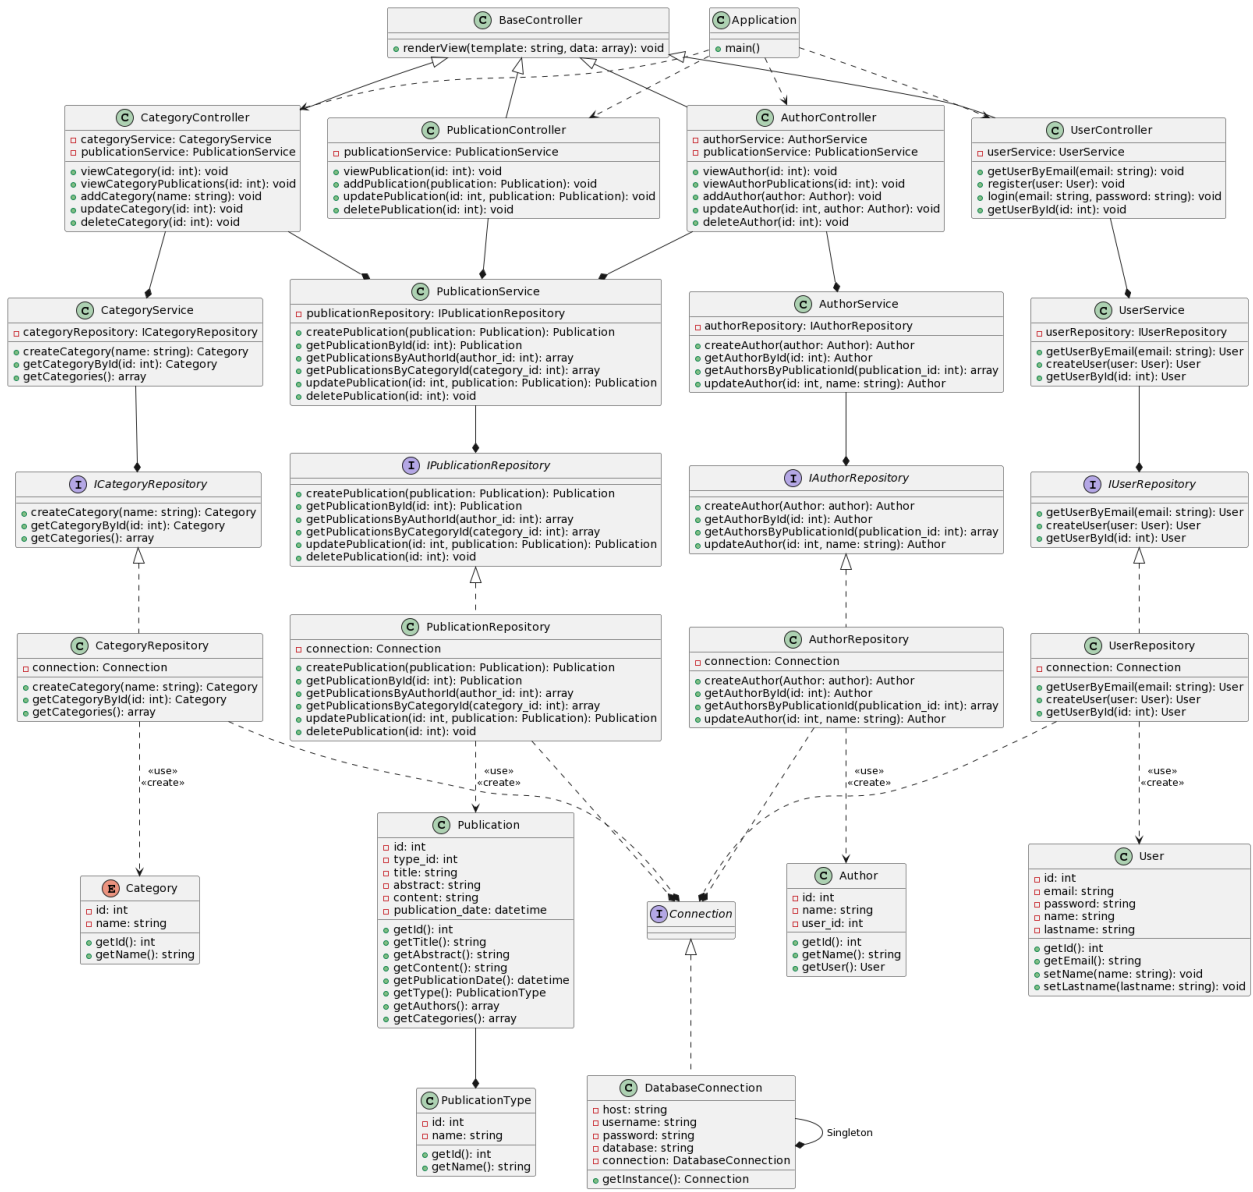 C BaseController
renderView(template: string, data: array): void
C Application
main()
C CategoryController
categoryService: CategoryService
publicationService: PublicationService
viewCategory(id: int): void
viewCategoryPublications(id: int): void
addCategory(name: string): void
updateCategory(id: int): void
deleteCategory(id: int): void
C PublicationController
publicationService: PublicationService
viewPublication(id: int): void
addPublication(publication: Publication): void
updatePublication(id: int, publication: Publication): void
deletePublication(id: int): void
C AuthorController
authorService: AuthorService
publicationService: PublicationService
viewAuthor(id: int): void
viewAuthorPublications(id: int): void
addAuthor(author: Author): void
updateAuthor(id: int, author: Author): void
deleteAuthor(id: int): void
C UserController
userService: UserService
getUserByEmail(email: string): void
register(user: User): void
login(email: string, password: string): void
getUserById(id: int): void
C CategoryService
categoryRepository: ICategoryRepository
createCategory(name: string): Category
getCategoryById(id: int): Category
getCategories(): array
C PublicationService
publicationRepository: IPublicationRepository
createPublication(publication: Publication): Publication
getPublicationById(id: int): Publication
getPublicationsByAuthorId(author_id: int): array
getPublicationsByCategoryId(category_id: int): array
updatePublication(id: int, publication: Publication): Publication
deletePublication(id: int): void
C AuthorService
authorRepository: IAuthorRepository
createAuthor(author: Author): Author
getAuthorById(id: int): Author
getAuthorsByPublicationId(publication_id: int): array
updateAuthor(id: int, name: string): Author
C UserService
userRepository: IUserRepository
getUserByEmail(email: string): User
createUser(user: User): User
getUserById(id: int): User
I ICategoryRepository
createCategory(name: string): Category
getCategoryById(id: int): Category
getCategories(): array
I IPublicationRepository
createPublication(publication: Publication): Publication
getPublicationById(id: int): Publication
getPublicationsByAuthorId(author_id: int): array
getPublicationsByCategoryId(category_id: int): array
updatePublication(id: int, publication: Publication): Publication
deletePublication(id: int): void
I IAuthorRepository
createAuthor(Author: author): Author
getAuthorById(id: int): Author
getAuthorsByPublicationId(publication_id: int): array
updateAuthor(id: int, name: string): Author
I IUserRepository
getUserByEmail(email: string): User
createUser(user: User): User
getUserById(id: int): User
C CategoryRepository
connection: Connection
createCategory(name: string): Category
getCategoryById(id: int): Category
getCategories(): array
C PublicationRepository
connection: Connection
createPublication(publication: Publication): Publication
getPublicationById(id: int): Publication
getPublicationsByAuthorId(author_id: int): array
getPublicationsByCategoryId(category_id: int): array
updatePublication(id: int, publication: Publication): Publication
deletePublication(id: int): void
C AuthorRepository
connection: Connection
createAuthor(Author: author): Author
getAuthorById(id: int): Author
getAuthorsByPublicationId(publication_id: int): array
updateAuthor(id: int, name: string): Author
C UserRepository
connection: Connection
getUserByEmail(email: string): User
createUser(user: User): User
getUserById(id: int): User
«use»
«create»
«use»
«create»
«use»
«create»
«use»
«create»
E Category
id: int
name: string
getId(): int
getName(): string
C Publication
id: int
type_id: int
title: string
abstract: string
content: string
publication_date: datetime
getId(): int
getTitle(): string
getAbstract(): string
getContent(): string
getPublicationDate(): datetime
getType(): PublicationType
getAuthors(): array
getCategories(): array
I Connection
C Author
id: int
name: string
user_id: int
getId(): int
getName(): string
getUser(): User
C User
id: int
email: string
password: string
name: string
lastname: string
getId(): int
getEmail(): string
setName(name: string): void
setLastname(lastname: string): void
C PublicationType
id: int
name: string
getId(): int
getName(): string
C DatabaseConnection
host: string
username: string
password: string
database: string
connection: DatabaseConnection
getInstance(): Connection
Singleton